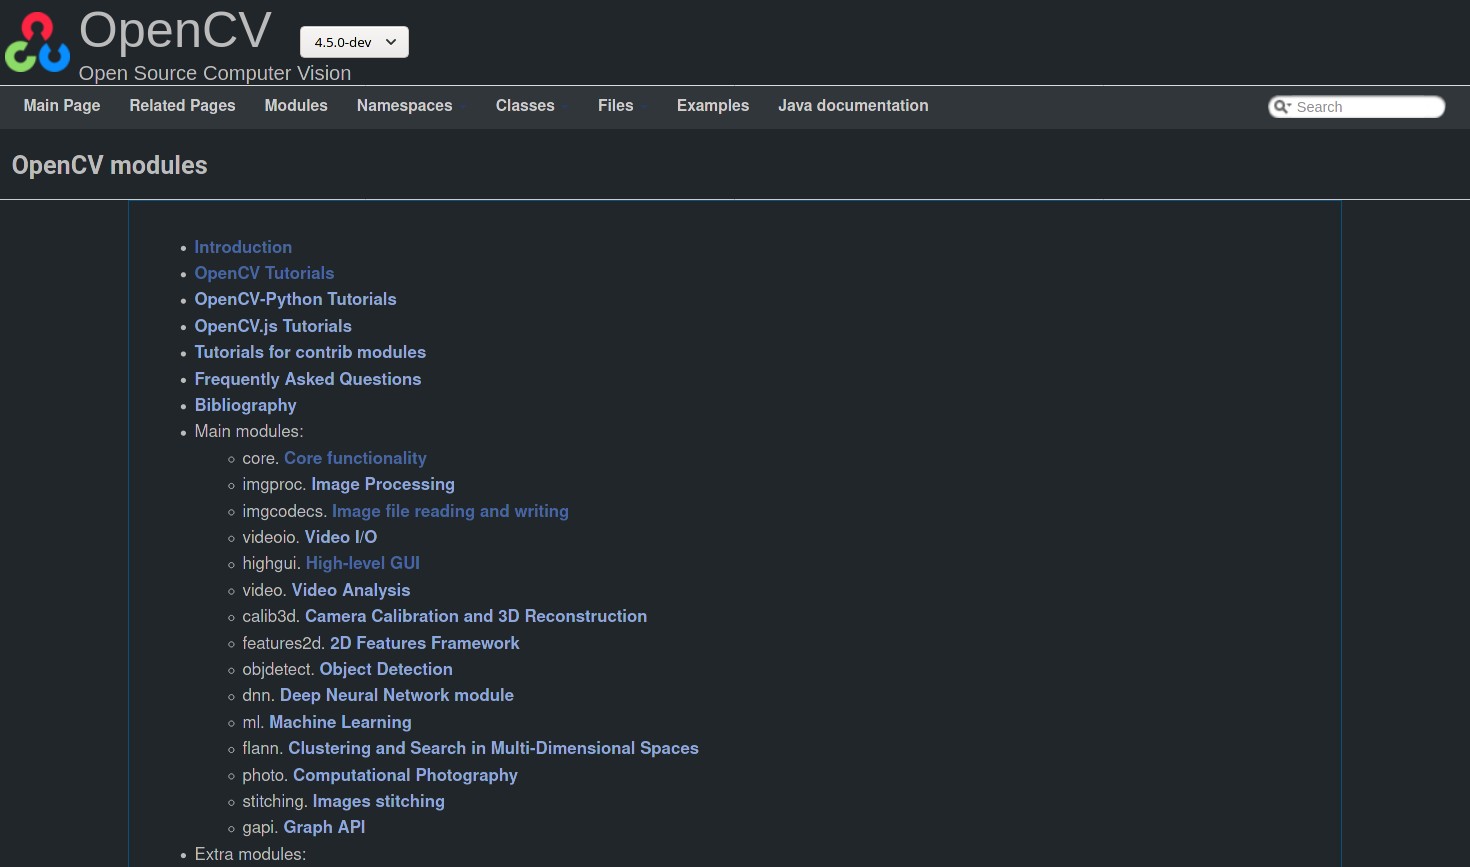 OpenCV 4.5.0-dev
Open Source Computer Vision
Main Page Related Pages Modules Namespaces Classes Files Examples Java documentation Search
OpenCV modules
Introduction
OpenCV Tutorials
OpenCV-Python Tutorials
OpenCV.js Tutorials
Tutorials for contrib modules
Frequently Asked Questions
Bibliography
Main modules:
core. Core functionality
imgproc. Image Processing
imgcodecs. Image file reading and writing
videoio. Video I/O
highgui. High-level GUI
video. Video Analysis
calib3d. Camera Calibration and 3D Reconstruction
features2d. 2D Features Framework
objdetect. Object Detection
dnn. Deep Neural Network module
ml. Machine Learning
flann. Clustering and Search in Multi-Dimensional Spaces
photo. Computational Photography
stitching. Images stitching
gapi. Graph API
Extra modules: